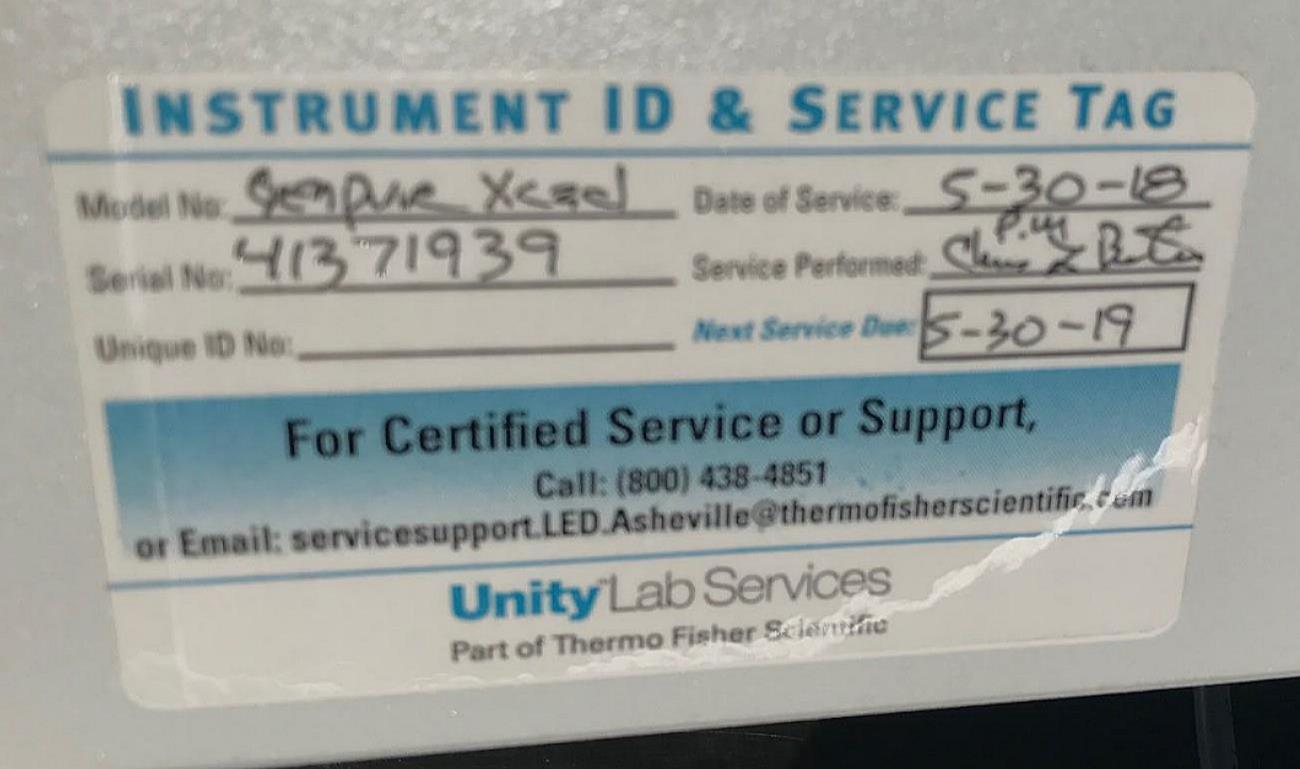 INSTRUMENT ID & SERVICE TAG
Model No: Genpure Xcad
Serial No: 41371939
Unique ID No:
Date of Service: 5-30-18
Service Performed: P.M
Next Service Due: 5-30-19
For Certified Service or Support,
Call: (800) 438-4851
or Email: servicesupport.LED.Asheville@thermofisherscientific.com
Unity™ Lab Services
Part of Thermo Fisher Scientific